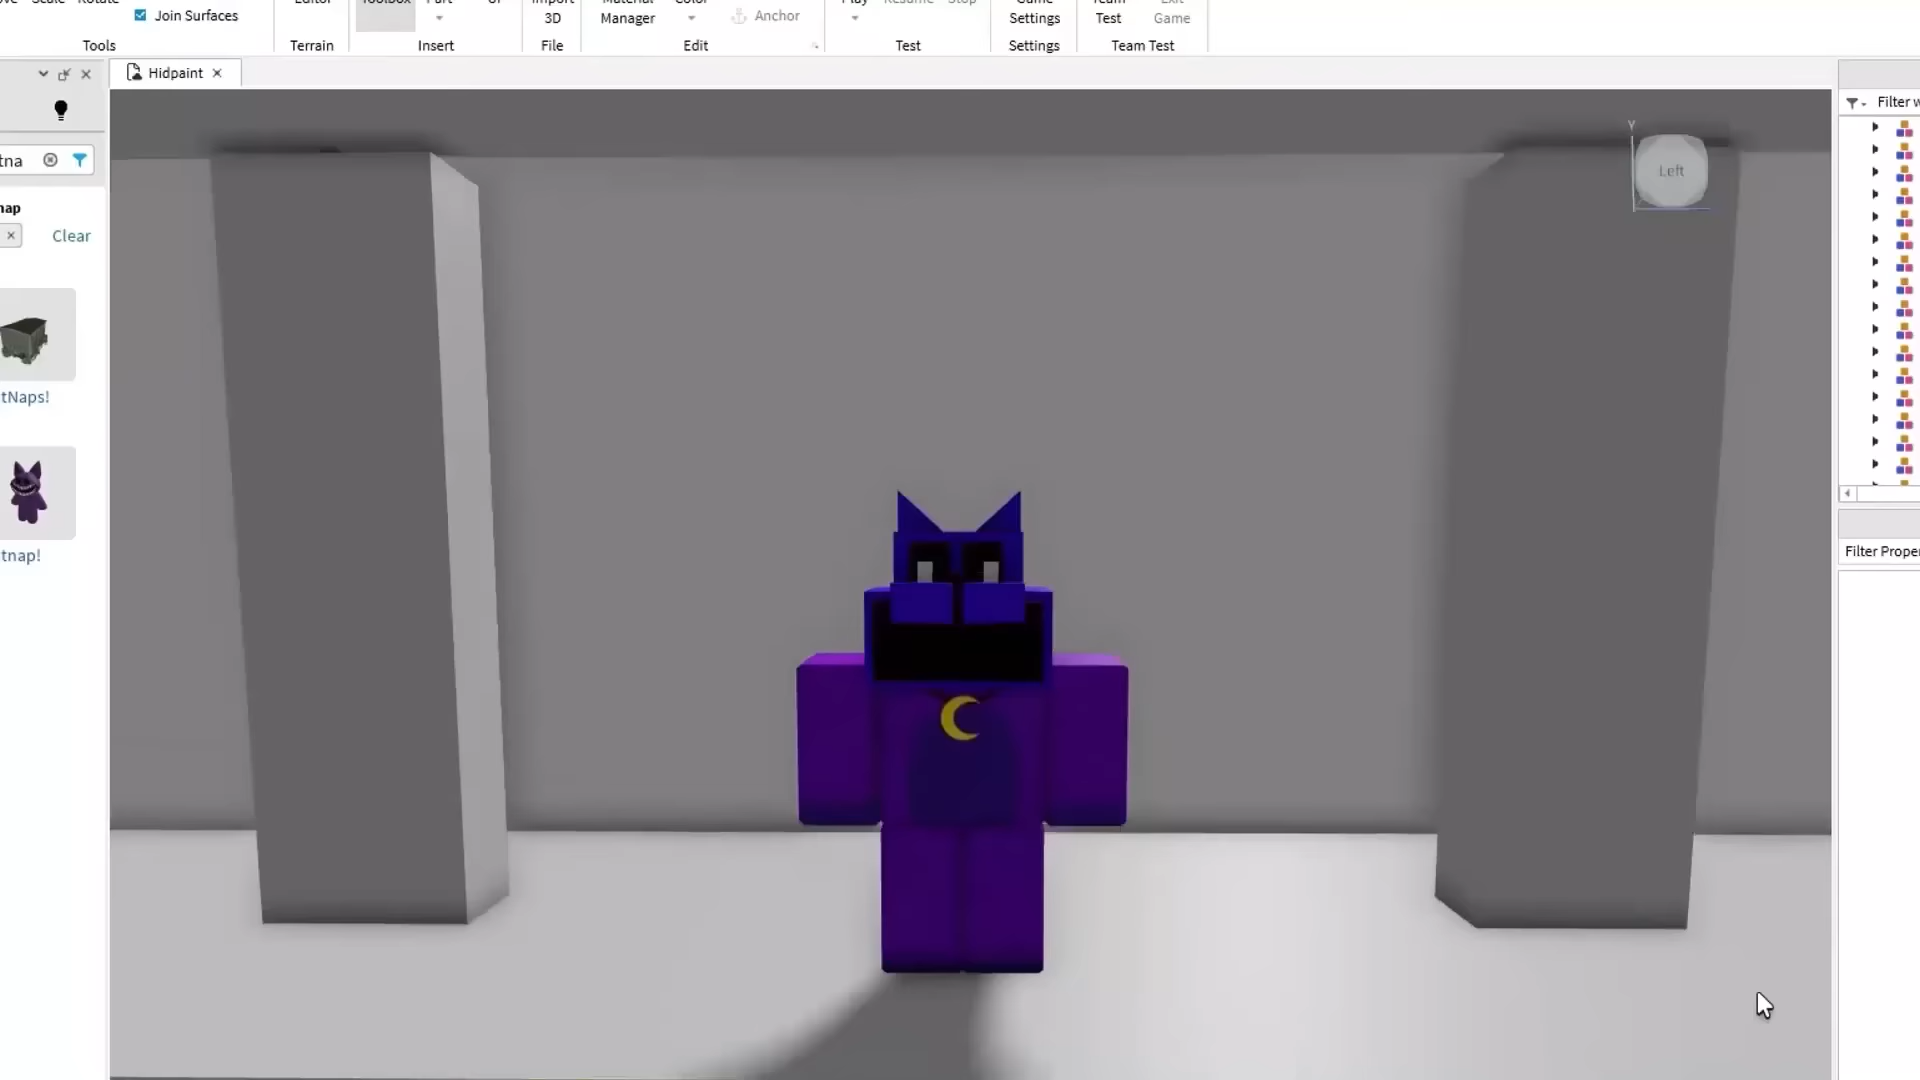 Scale
Join Surfaces
3D
Manager
Anchor
Settings
Test
Game
Tools
Terrain
Insert
File
Edit
Test
Settings
Team Test
Hidpaint
Filter
Y
Left
Clear
tNaps!
tnap!
Filter Prope